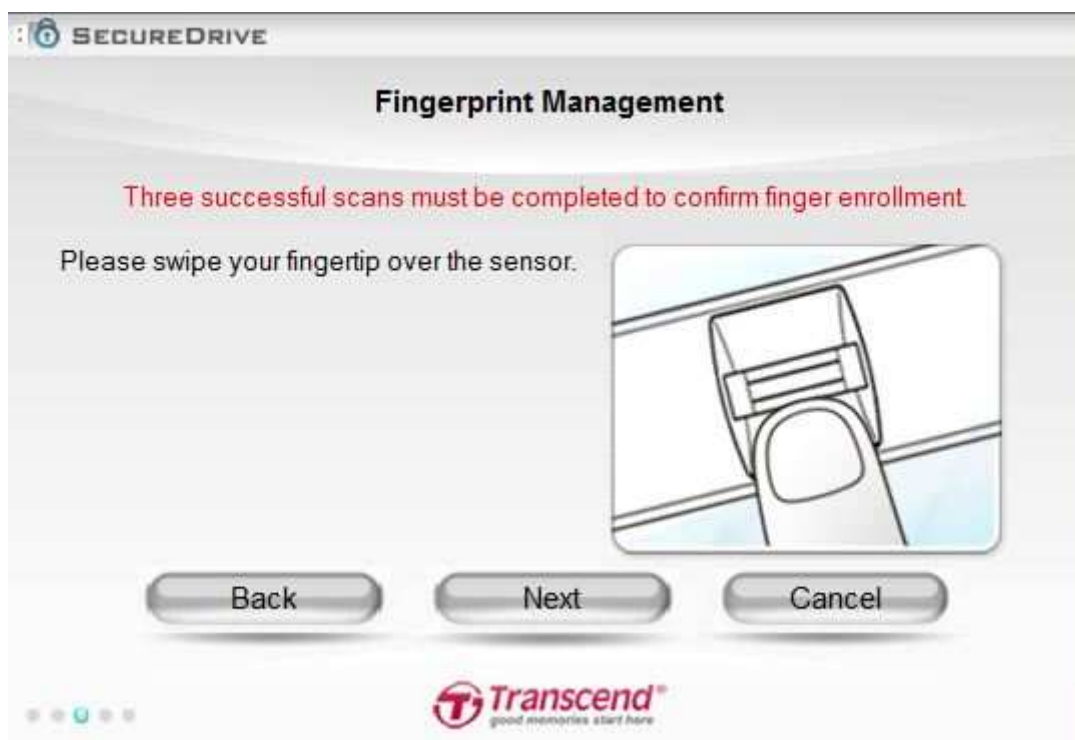 SECUREDRIVE
Fingerprint Management
Three successful scans must be completed to confirm finger enrollment.
Please swipe your fingertip over the sensor.
Back Next Cancel
Transcend®
good memories start here